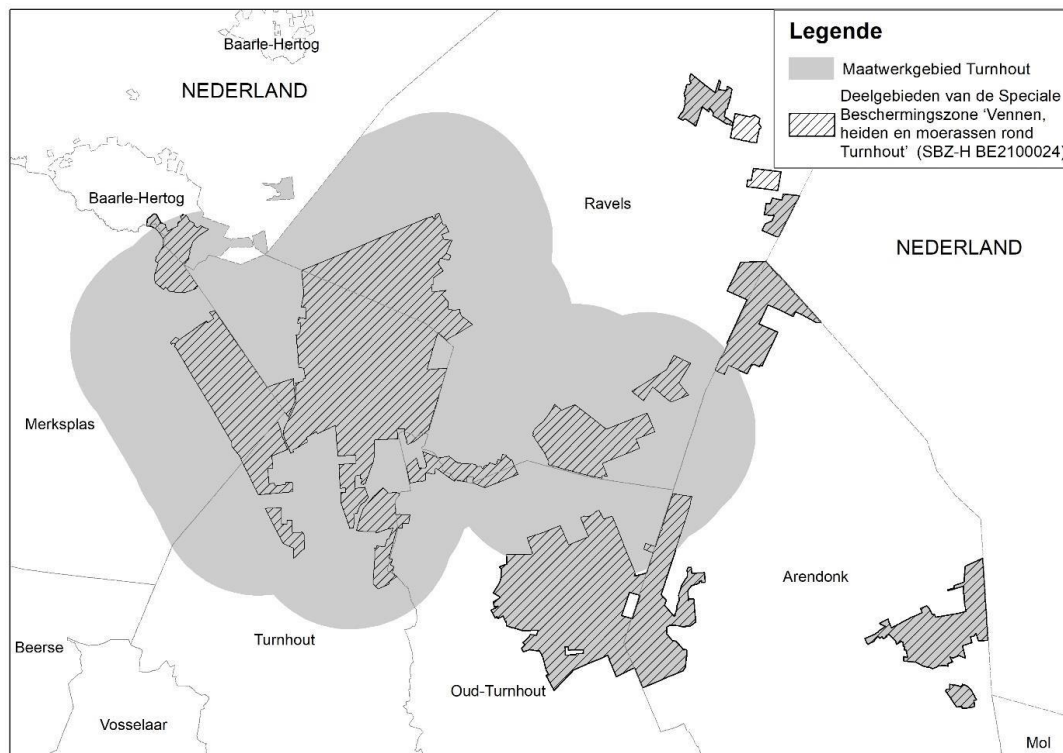 Baarle-Hertog
NEDERLAND
Legende
Maatwerkgebied Turnhout
Deelgebieden van de Speciale
Beschermingszone ‘Vennen,
heiden en moerassen rond
Turnhout’ (SBZ-H BE2100024)
Baarle-Hertog
Ravels
NEDERLAND
Merksplas
Arendonk
Beerse
Turnhout
Oud-Turnhout
Vosselaar
Mol